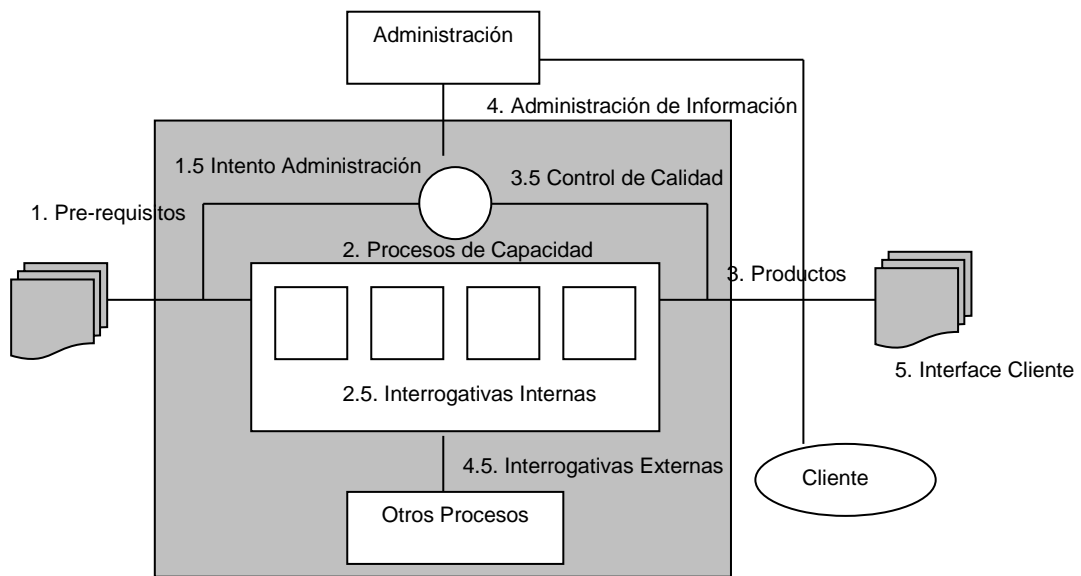 Administración
4. Administración de Información
1.5 Intento Administración
3.5 Control de Calidad
1. Pre-requisitos
2. Procesos de Capacidad
3. Productos
5. Interface Cliente
2.5. Interrogativas Internas
4.5. Interrogativas Externas
Cliente
Otros Procesos